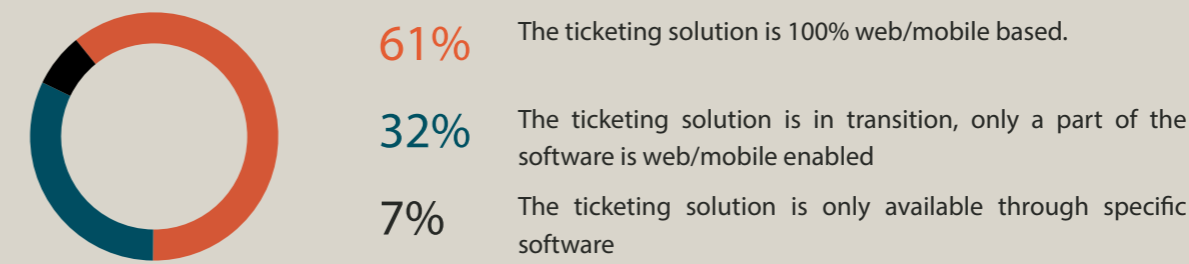 61%
The ticketing solution is 100% web/mobile based.
32%
The ticketing solution is in transition, only a part of the
software is web/mobile enabled
7%
The ticketing solution is only available through specific
software